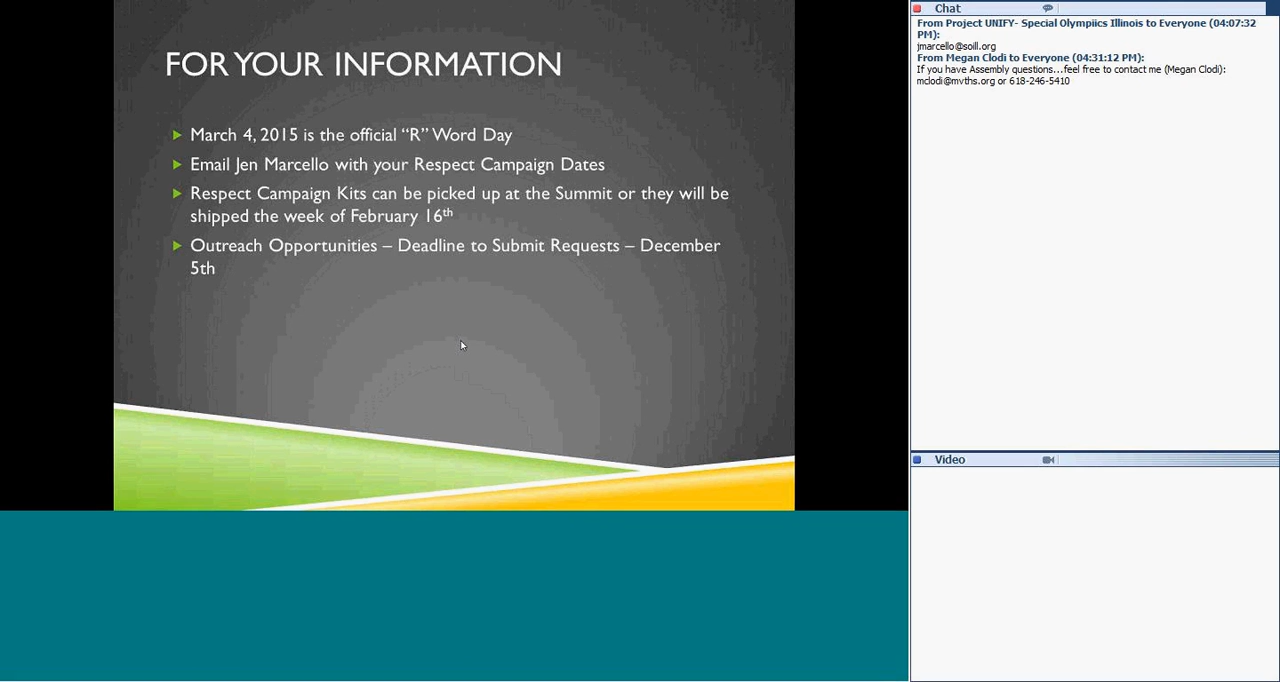 FOR YOUR INFORMATION
March 4, 2015 is the official “R” Word Day
Email Jen Marcello with your Respect Campaign Dates
Respect Campaign Kits can be picked up at the Summit or they will be
shipped the week of February 16th
Outreach Opportunities – Deadline to Submit Requests – December
5th
Chat
From Project UNIFY- Special Olympiics Illinois to Everyone (04:07:32
PM):
jmarcello@soill.org
From Megan Clodi to Everyone (04:31:12 PM):
If you have Assembly questions...feel free to contact me (Megan Clodi):
mclodi@mvths.org or 618-246-5410
Video